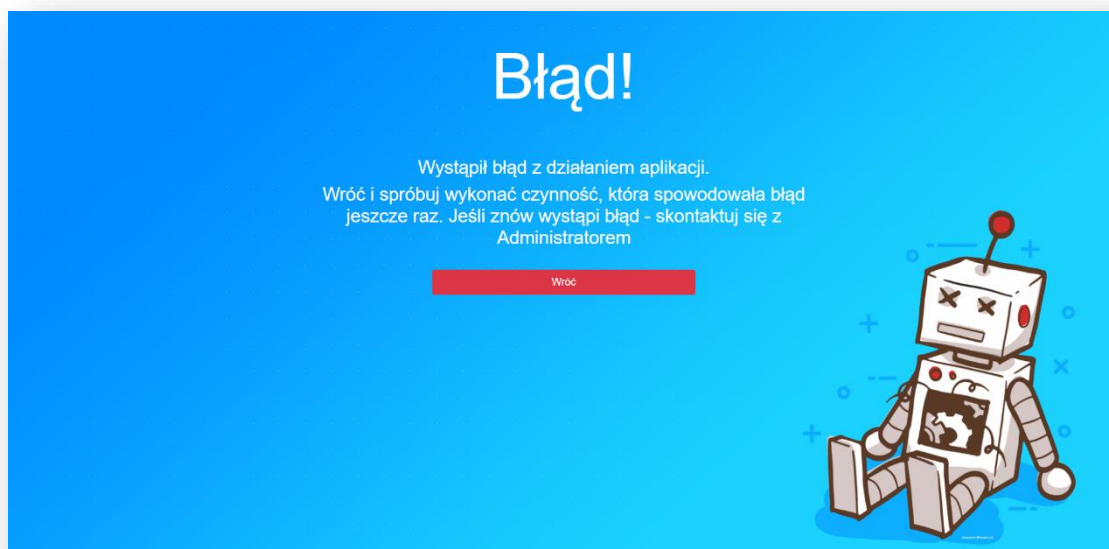 Błąd!
Wystąpił błąd z działaniem aplikacji.
Wróć i spróbuj wykonać czynność, która spowodowała błąd
jeszcze raz. Jeśli znów wystąpi błąd - skontaktuj się z
Administratorem
Wróć